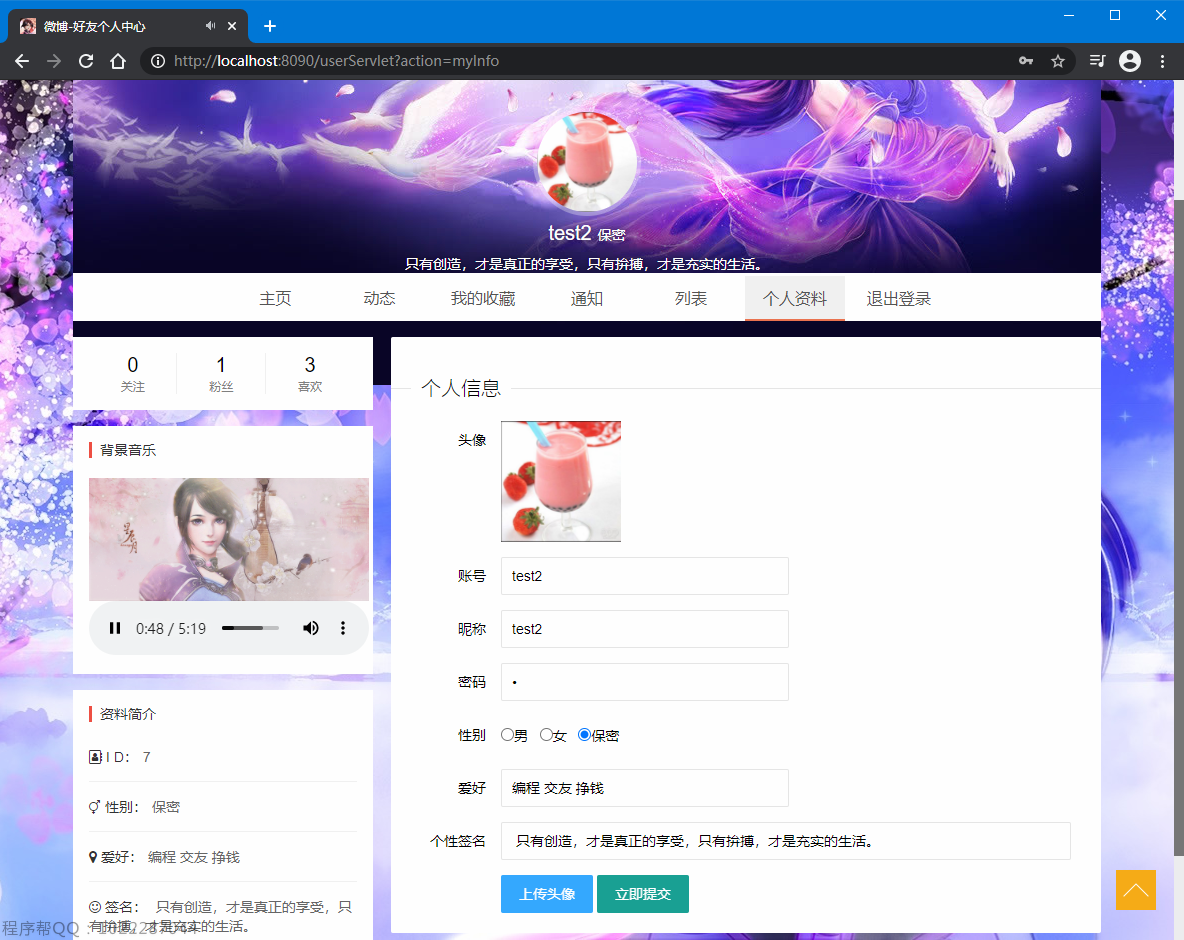 微博-好友个人中心
http://localhost:8090/userServlet?action=myInfo
test2 保密
只有创造，才是真正的享受，只有拚搏，才是充实的生活。
主页 动态 我的收藏 通知 列表 个人资料 退出登录
0 1 3
关注 粉丝 喜欢
背景音乐
0:48 / 5:19
资料简介
I D： 7
性别： 保密
爱好： 编程 交友 挣钱
签名： 只有创造，才是真正的享受，只
有拚搏，才是充实的生活。
个人信息
头像
账号 test2
昵称 test2
密码 •
性别 男 女 保密
爱好 编程 交友 挣钱
个性签名 只有创造，才是真正的享受，只有拚搏，才是充实的生活。
上传头像 立即提交
程序帮QQ：